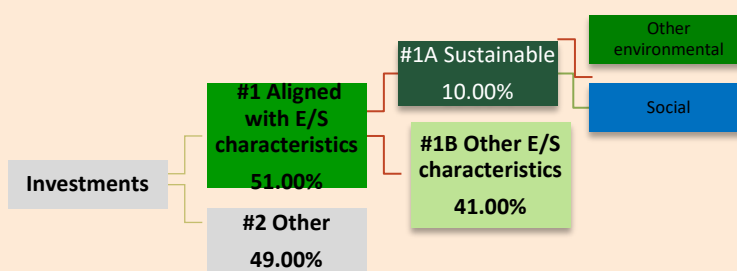 Investments
#1 Aligned
with E/S
characteristics
51.00%
#2 Other
49.00%
#1A Sustainable
10.00%
#1B Other E/S
characteristics
41.00%
Other
environmental
Social